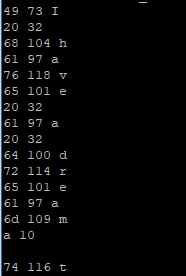 49 73 I
20 32
68 104 h
61 97 a
76 118 v
65 101 e
20 32
61 97 a
20 32
64 100 d
72 114 r
65 101 e
61 97 a
6d 109 m
a 10

74 116 t